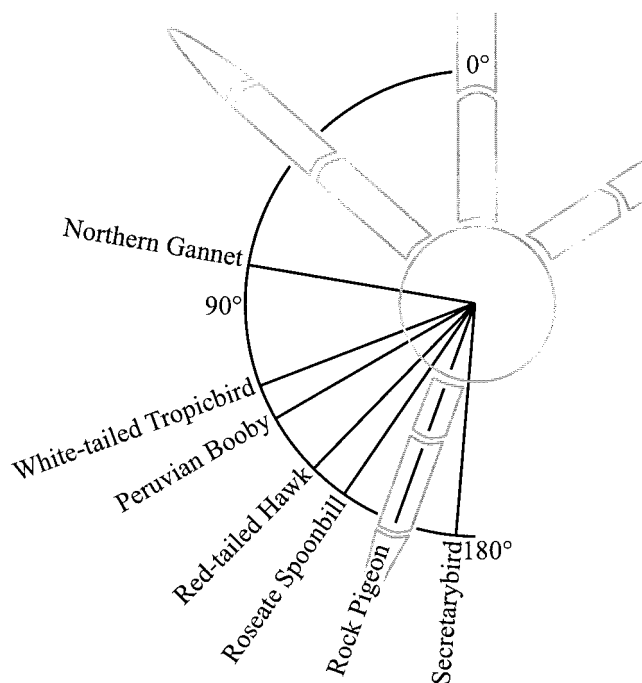 0°
Northern Gannet
90°
White-tailed Tropicbird
Peruvian Booby
Red-tailed Hawk
Roseate Spoonbill
Rock Pigeon
Secretarybird
180°